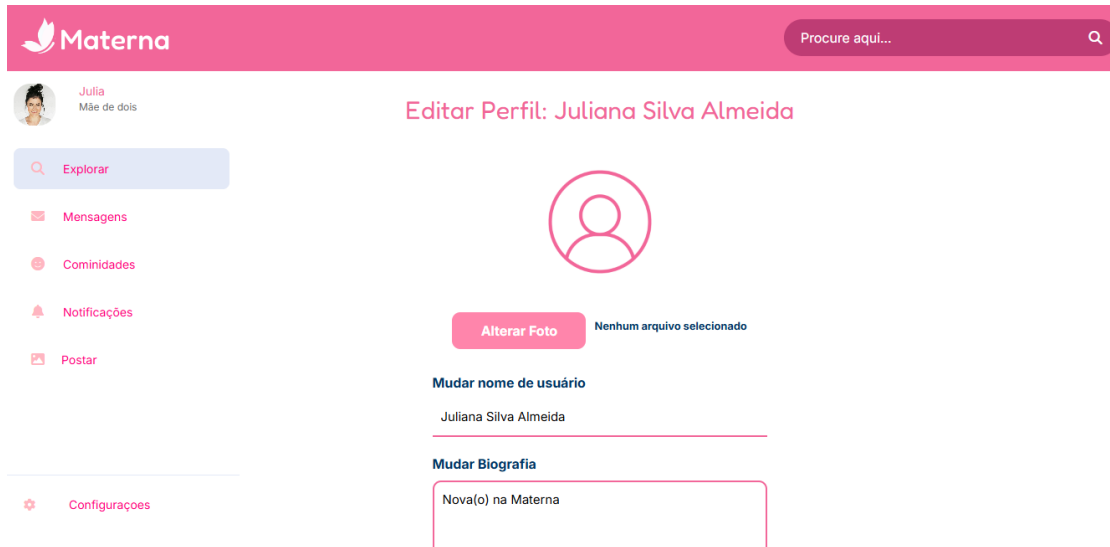 Materna
Procure aqui...
Julia
Mãe de dois
Editar Perfil: Juliana Silva Almeida
Explorar
Mensagens
Cominidades
Notificações
Postar
Alterar Foto
Nenhum arquivo selecionado
Mudar nome de usuário
Juliana Silva Almeida
Mudar Biografia
Nova(o) na Materna
Configuraçoes